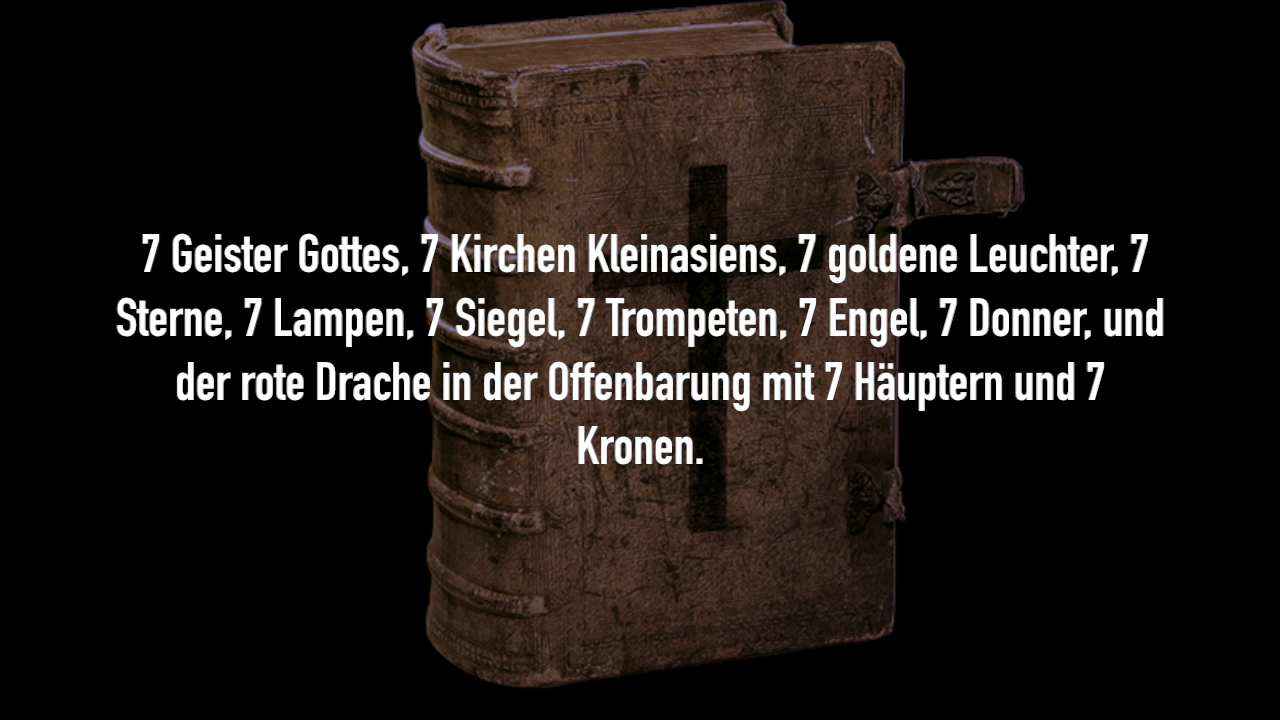 7 Geister Gottes, 7 Kirchen Kleinasiens, 7 goldene Leuchter, 7
Sterne, 7 Lampen, 7 Siegel, 7 Trompeten, 7 Engel, 7 Donner, und
der rote Drache in der Offenbarung mit 7 Häuptern und 7
Kronen.